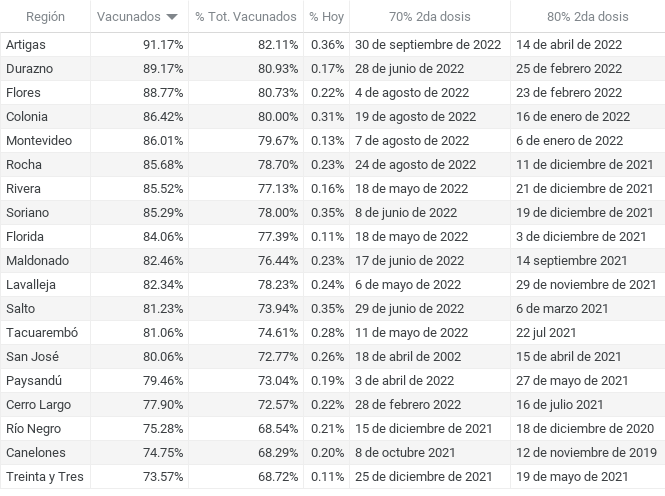 Región Vacunados % Tot. Vacunados % Hoy 70% 2da dosis 80% 2da dosis
Artigas 91.17% 82.11% 0.36% 30 de septiembre de 2022 14 de abril de 2022
Durazno 89.17% 80.93% 0.17% 28 de junio de 2022 25 de febrero 2022
Flores 88.77% 80.73% 0.22% 4 de agosto de 2022 23 de febrero 2022
Colonia 86.42% 80.00% 0.31% 19 de agosto de 2022 16 de enero de 2022
Montevideo 86.01% 79.67% 0.13% 7 de agosto de 2022 6 de enero de 2022
Rocha 85.68% 78.70% 0.23% 24 de agosto de 2022 11 de diciembre de 2021
Rivera 85.52% 77.13% 0.16% 18 de mayo de 2022 21 de diciembre de 2021
Soriano 85.29% 78.00% 0.35% 8 de junio de 2022 19 de diciembre de 2021
Florida 84.06% 77.39% 0.11% 18 de mayo de 2022 3 de diciembre de 2021
Maldonado 82.46% 76.44% 0.23% 17 de junio de 2022 14 septiembre 2021
Lavalleja 82.34% 78.23% 0.24% 6 de mayo de 2022 29 de noviembre de 2021
Salto 81.23% 73.94% 0.35% 29 de junio de 2022 6 de marzo 2021
Tacuarembó 81.06% 74.61% 0.28% 11 de mayo de 2022 22 jul 2021
San José 80.06% 72.77% 0.26% 18 de abril de 2002 15 de abril de 2021
Paysandú 79.46% 73.04% 0.19% 3 de abril de 2022 27 de mayo de 2021
Cerro Largo 77.90% 72.57% 0.22% 28 de febrero 2022 16 de julio 2021
Río Negro 75.28% 68.54% 0.21% 15 de diciembre de 2021 18 de diciembre de 2020
Canelones 74.75% 68.29% 0.20% 8 de octubre 2021 12 de noviembre de 2019
Treinta y Tres 73.57% 68.72% 0.11% 25 de diciembre de 2021 19 de mayo de 2021